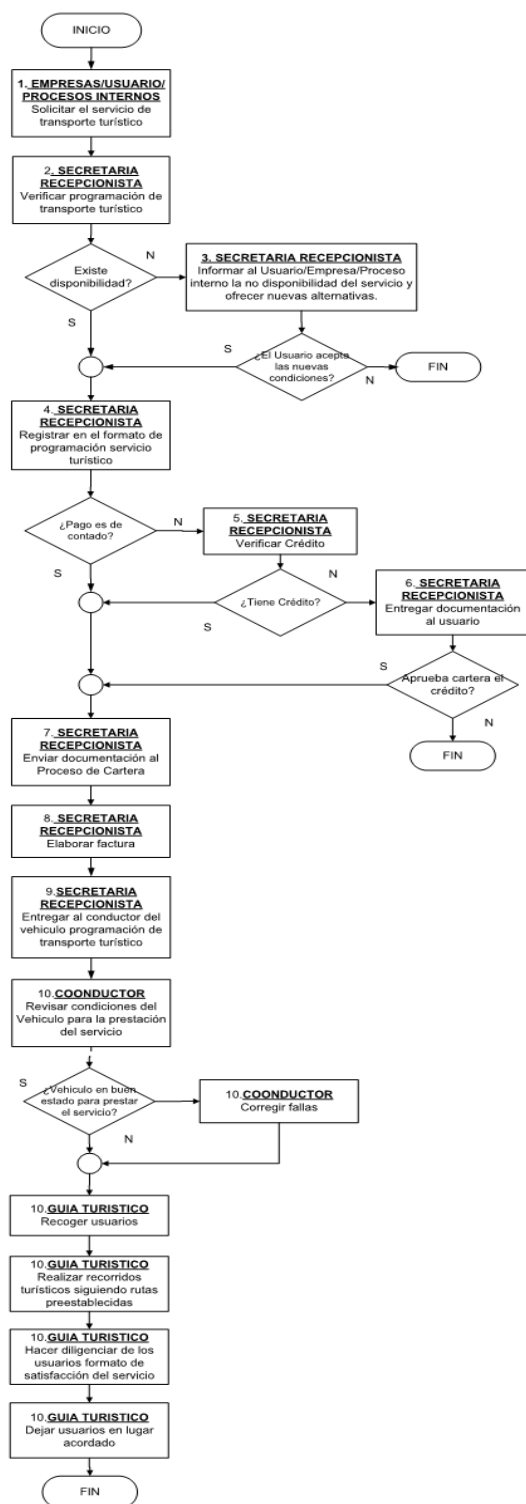 INICIO
1. EMPRESAS/USUARIO/
PROCESOS INTERNOS
Solicitar el servicio de
transporte turístico
2. SECRETARIA
RECEPCIONISTA
Verificar programación de
transporte turístico
Existe
disponibilidad?
N
S
3. SECRETARIA RECEPCIONISTA
Informar al Usuario/Empresa/Proceso
interno la no disponibilidad del servicio y
ofrecer nuevas alternativas.
S
¿El Usuario acepta
las nuevas
condiciones?
N
FIN
4. SECRETARIA
RECEPCIONISTA
Registrar en el formato de
programación servicio
turístico
¿Pago es de
contado?
N
S
5. SECRETARIA
RECEPCIONISTA
Verificar Crédito
¿Tiene Crédito?
N
S
6. SECRETARIA
RECEPCIONISTA
Entregar documentación
al usuario
S
Aprueba cartera el
crédito?
N
FIN
7. SECRETARIA
RECEPCIONISTA
Enviar documentación al
Proceso de Cartera
8. SECRETARIA
RECEPCIONISTA
Elaborar factura
9.SECRETARIA
RECEPCIONISTA
Entregar al conductor del
vehiculo programación de
transporte turístico
10.COONDUCTOR
Revisar condiciones del
Vehiculo para la prestación
del servicio
S
¿Vehiculo en buen
estado para prestar
el servicio?
N
10.COONDUCTOR
Corregir fallas
10.GUIA TURISTICO
Recoger usuarios
10.GUIA TURISTICO
Realizar recorridos
turísticos siguiendo rutas
preestablecidas
10.GUIA TURISTICO
Hacer diligenciar de los
usuarios formato de
satisfacción del servicio
10.GUIA TURISTICO
Dejar usuarios en lugar
acordado
FIN